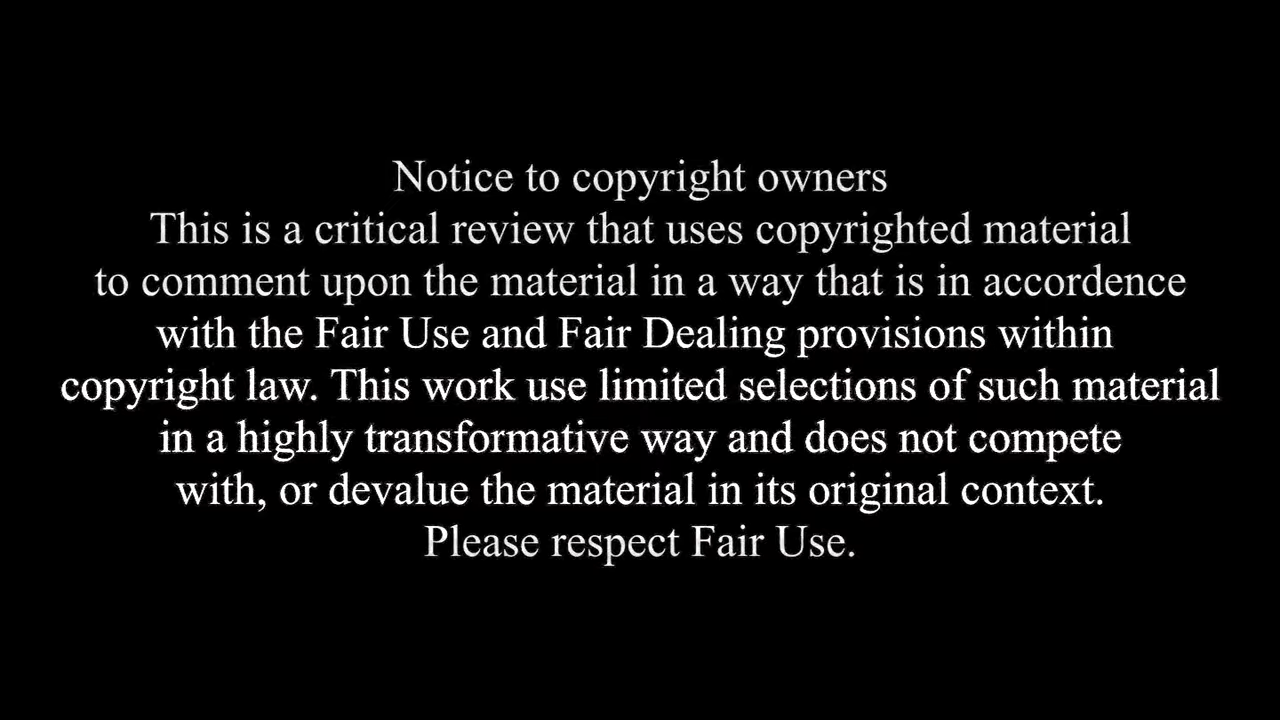 Notice to copyright owners
This is a critical review that uses copyrighted material
to comment upon the material in a way that is in accordence
with the Fair Use and Fair Dealing provisions within
copyright law. This work use limited selections of such material
in a highly transformative way and does not compete
with, or devalue the material in its original context.
Please respect Fair Use.